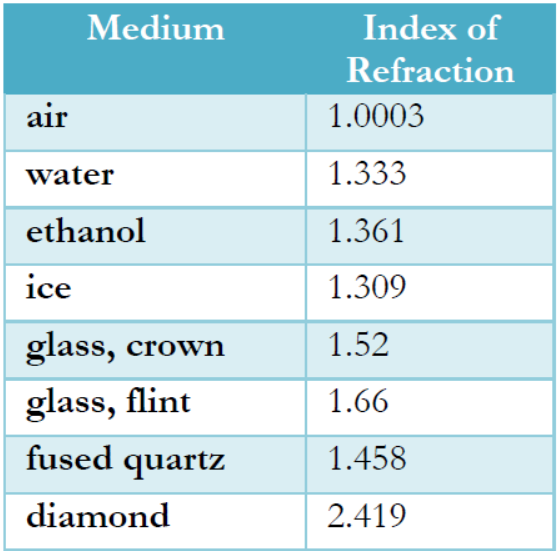 Medium Index of
Refraction
air 1.0003
water 1.333
ethanol 1.361
ice 1.309
glass, crown 1.52
glass, flint 1.66
fused quartz 1.458
diamond 2.419